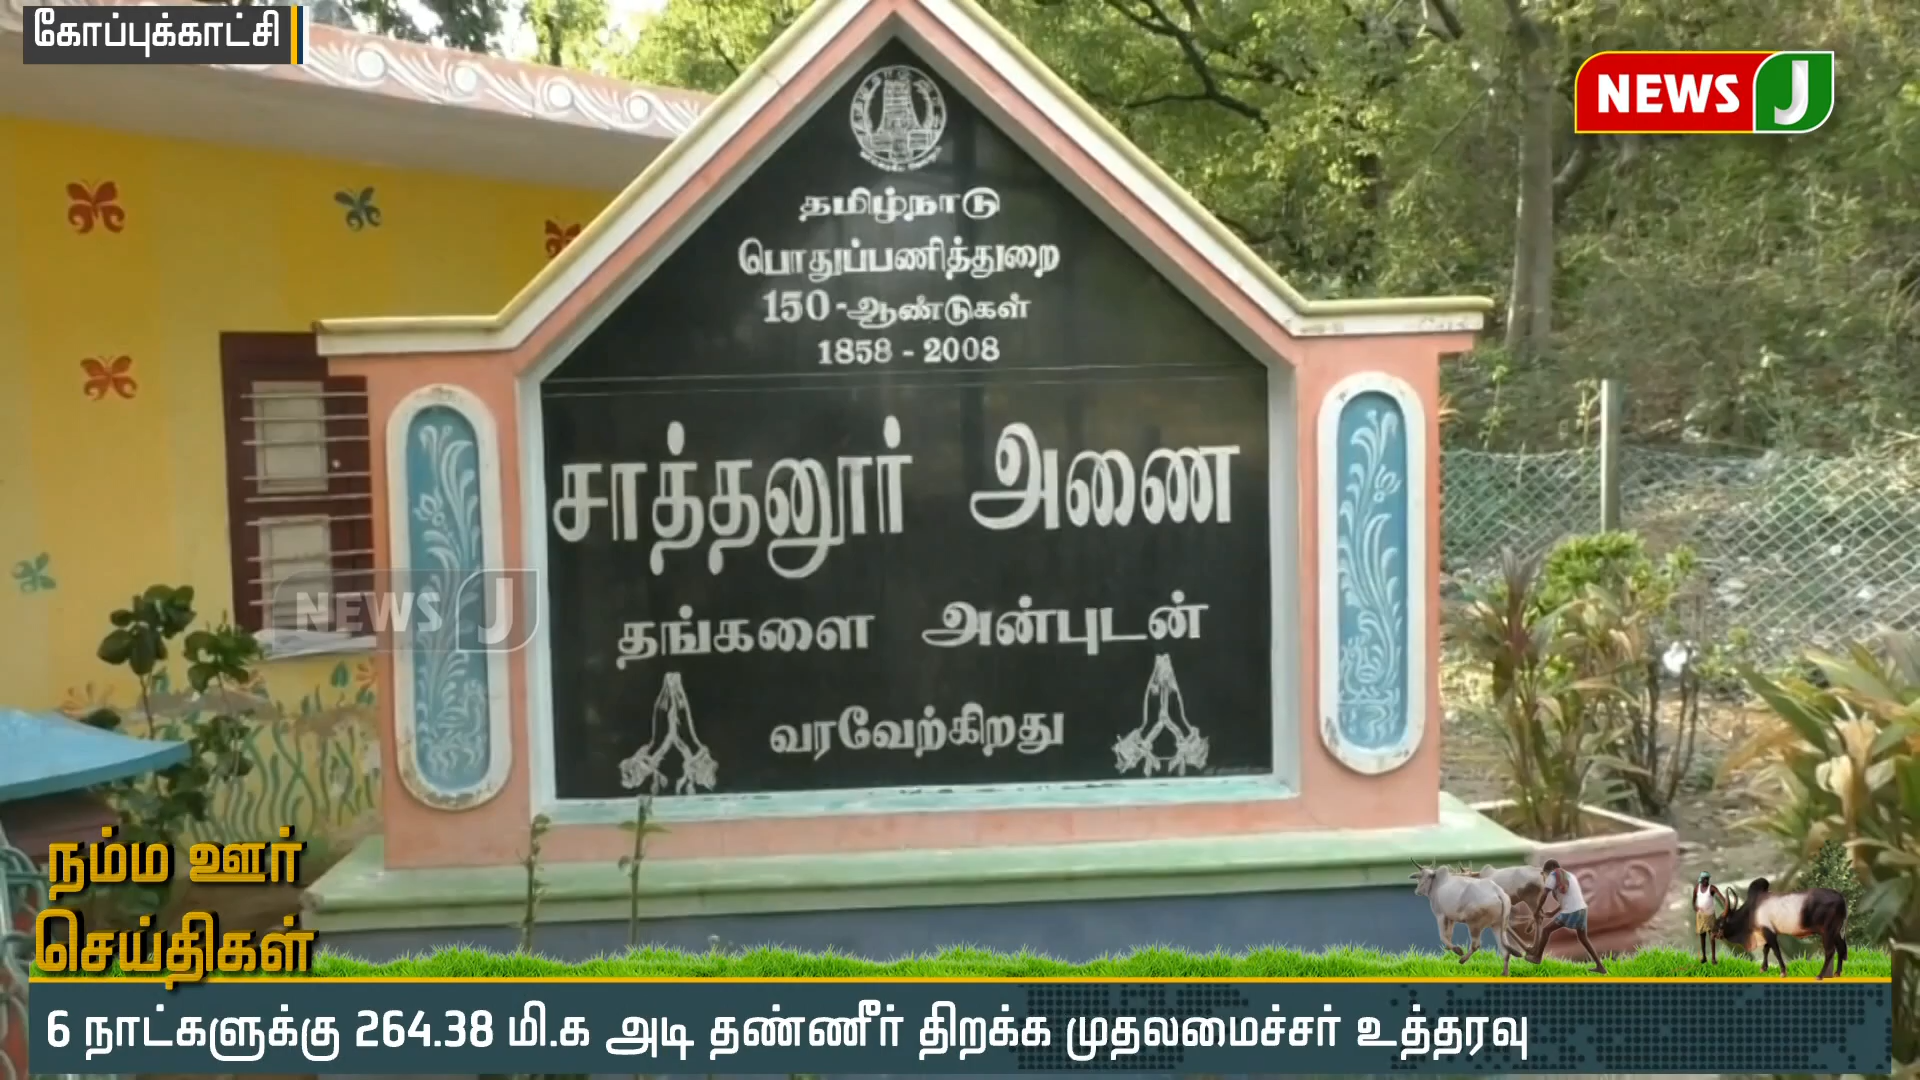 கோப்புக்காட்சி
NEWS J
தமிழ்நாடு
பொதுப்பணித்துறை
150-ஆண்டுகள்
1858 - 2008
சாத்தனூர் அணை
தங்களை அன்புடன்
வரவேற்கிறது
NEWS J
நம்ம ஊர்
செய்திகள்
6 நாட்களுக்கு 264.38 மி.க அடி தண்ணீர் திறக்க முதலமைச்சர் உத்தரவு